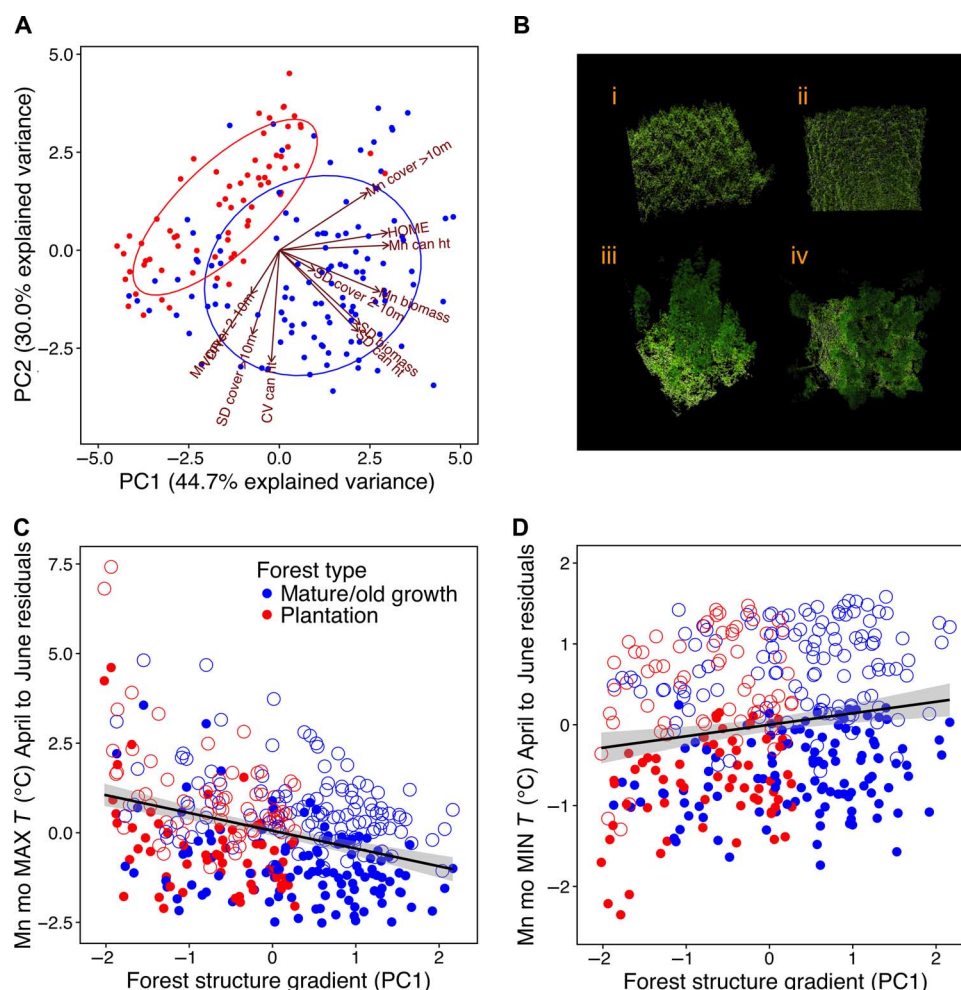 A
B
5.0
2.5
0.0
−2.5
PC2 (30.0% explained variance)
Mn cover >10m
HOME
Mn can ht
SD cover 2-10m
Mn biomass
SD biomass
SD can ht
CV can ht
SD cover >10m
−5.0 −2.5 0.0 2.5 5.0
PC1 (44.7% explained variance)
i
ii
iii
iv
C
D
Mn mo MAX T (°C) April to June residuals
7.5
5.0
2.5
0.0
−2.5
Forest type
Mature/old growth
Plantation
−2 −1 0 1 2
Forest structure gradient (PC1)
Mn mo MIN T (°C) April to June residuals
2
1
0
−1
−2
−2 −1 0 1 2
Forest structure gradient (PC1)